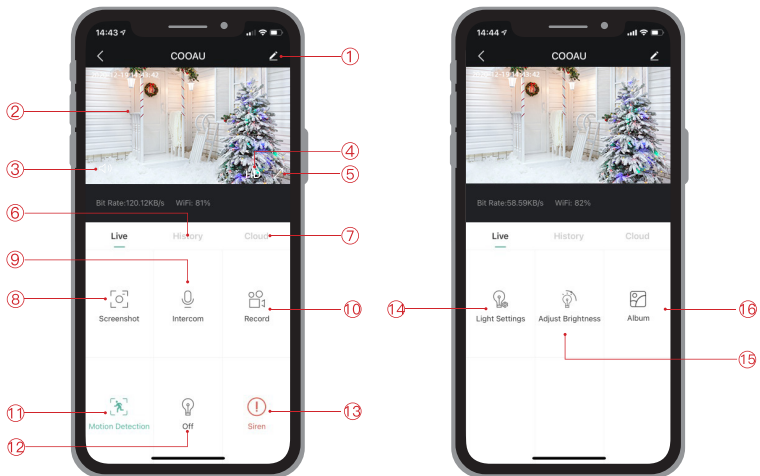 14:43
COOAU
①
②
③
④
HD
⑤
Bit Rate:120.12KB/s WiFi: 81%
⑥
⑦
Live History Cloud
⑧
⑨
⑩
Screenshot Intercom Record
⑪
⑫
⑬
Motion Detection Off Siren
14:44
COOAU
Bit Rate:58.59KB/s WiFi: 82%
Live History Cloud
⑭
⑮
⑯
Light Settings Adjust Brightness Album